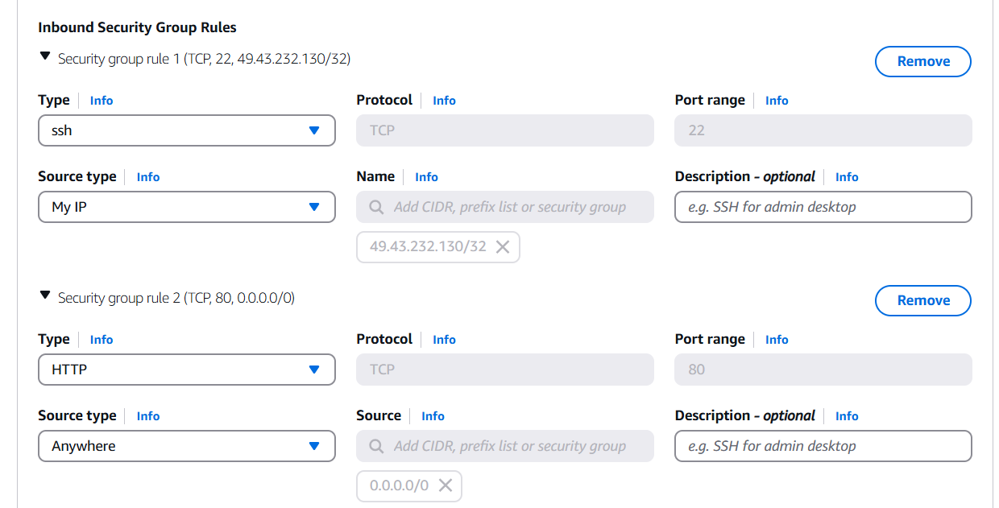 Inbound Security Group Rules
Security group rule 1 (TCP, 22, 49.43.232.130/32)
Remove
Type Info Protocol Info Port range Info
ssh TCP 22
Source type Info Name Info Description - optional Info
My IP Add CIDR, prefix list or security group e.g. SSH for admin desktop
49.43.232.130/32
Security group rule 2 (TCP, 80, 0.0.0.0/0)
Remove
Type Info Protocol Info Port range Info
HTTP TCP 80
Source type Info Source Info Description - optional Info
Anywhere Add CIDR, prefix list or security group e.g. SSH for admin desktop
0.0.0.0/0